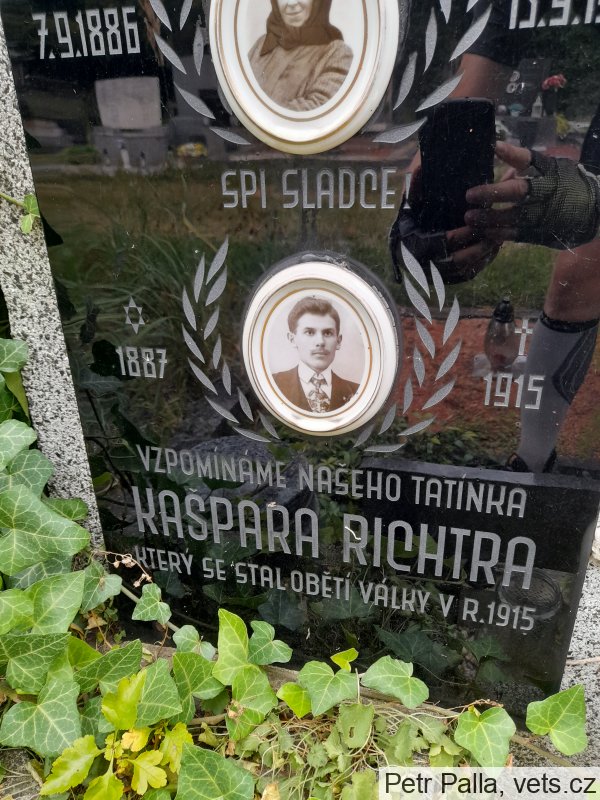 7.9.1886
SPI SLADCE
1887
1915
VZPOMÍNÁME NAŠEHO TATÍNKA
KAŠPARA RICHTRA
KTERÝ SE STAL OBĚTÍ VÁLKY V R.1915
Petr Palla, vets.cz